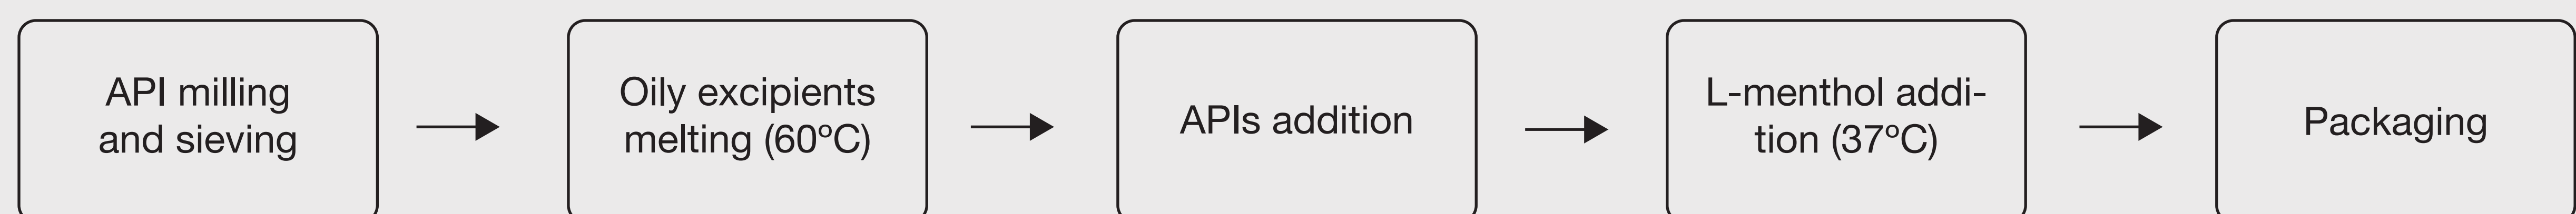 API milling
and sieving
Oily excipients
melting (60ºC)
APIs addition
L-menthol addi-
tion (37ºC)
Packaging